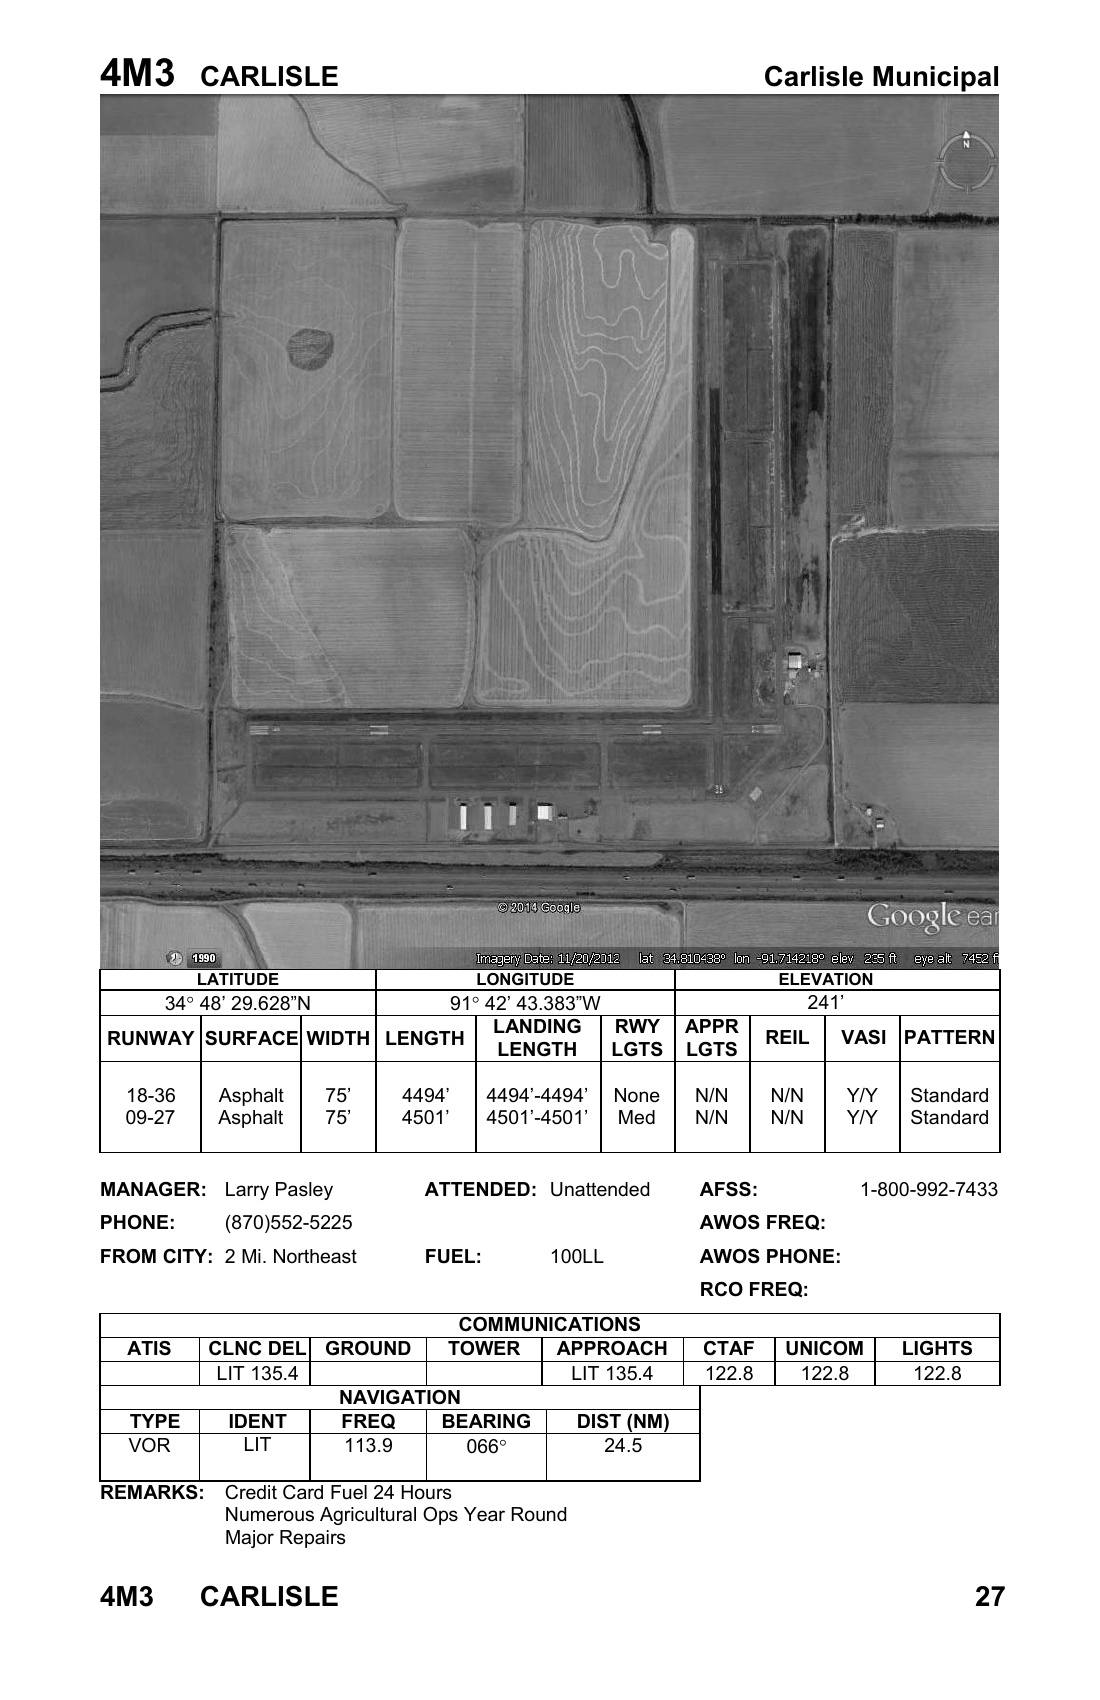 4M3 CARLISLE Carlisle Municipal
N
36
© 2014 Google
Google ear
1990
Imagery Date: 11/20/2012 lat 34.810438° lon -91.714218° elev 235 ft eye alt 7452 f
LATITUDE LONGITUDE ELEVATION
34° 48’ 29.628”N 91° 42’ 43.383”W 241’
RUNWAY SURFACE WIDTH LENGTH LANDING LENGTH RWY LGTS APPR LGTS REIL VASI PATTERN
18-36 Asphalt 75’ 4494’ 4494’-4494’ None N/N N/N Y/Y Standard
09-27 Asphalt 75’ 4501’ 4501’-4501’ Med N/N N/N Y/Y Standard
MANAGER: Larry Pasley ATTENDED: Unattended AFSS: 1-800-992-7433
PHONE: (870)552-5225 AWOS FREQ:
FROM CITY: 2 Mi. Northeast FUEL: 100LL AWOS PHONE:
RCO FREQ:
COMMUNICATIONS
ATIS CLNC DEL GROUND TOWER APPROACH CTAF UNICOM LIGHTS
LIT 135.4 LIT 135.4 122.8 122.8 122.8
NAVIGATION
TYPE IDENT FREQ BEARING DIST (NM)
VOR LIT 113.9 066° 24.5
REMARKS: Credit Card Fuel 24 Hours
Numerous Agricultural Ops Year Round
Major Repairs
4M3 CARLISLE 27